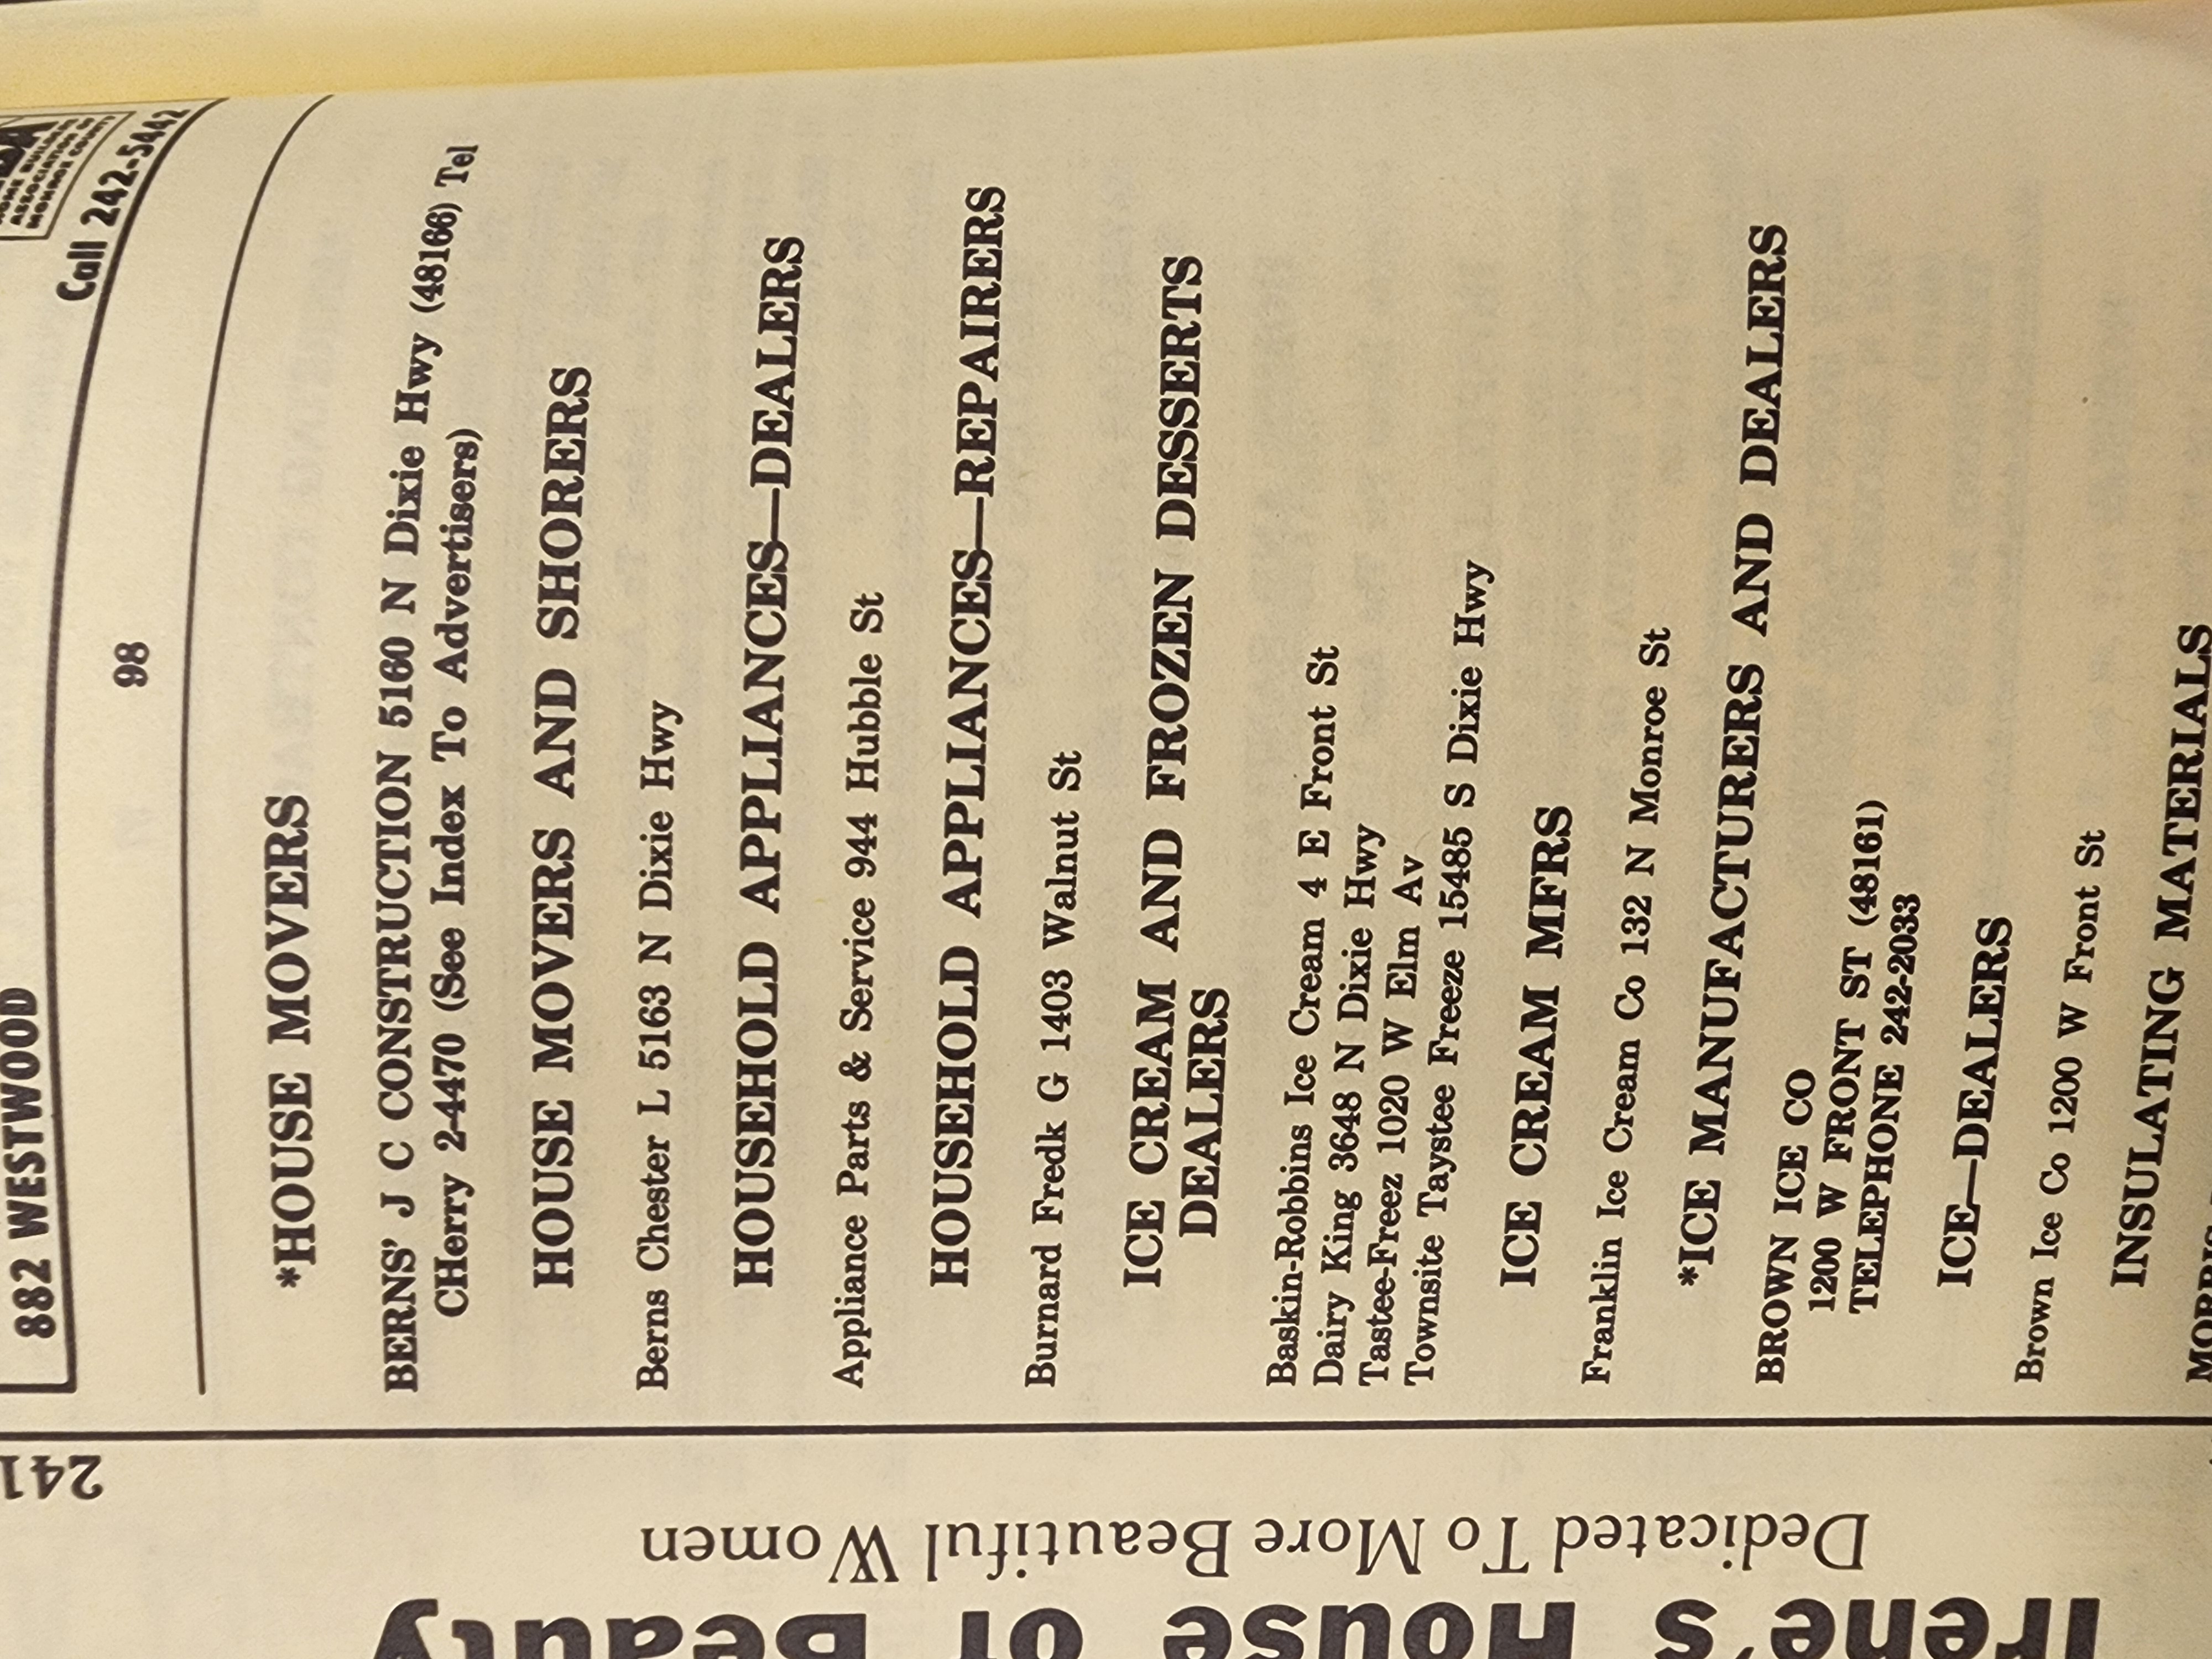 HOME BUILDERS
ASSOCIATION OF
MONROE COUNTY
882 WESTWOOD
Call 242-5442
98
*HOUSE MOVERS
BERNS' J C CONSTRUCTION 5160 N Dixie Hwy (48166) Tel
CHerry 2-4470 (See Index To Advertisers)
HOUSE MOVERS AND SHORERS
Berns Chester L 5163 N Dixie Hwy
HOUSEHOLD APPLIANCES—DEALERS
Appliance Parts & Service 944 Hubble St
HOUSEHOLD APPLIANCES—REPAIRERS
Burnard Fredk G 1403 Walnut St
ICE CREAM AND FROZEN DESSERTS
DEALERS
Baskin-Robbins Ice Cream 4 E Front St
Dairy King 3648 N Dixie Hwy
Tastee-Freez 1020 W Elm Av
Townsite Taystee Freeze 15485 S Dixie Hwy
ICE CREAM MFRS
Franklin Ice Cream Co 132 N Monroe St
*ICE MANUFACTURERS AND DEALERS
BROWN ICE CO
1200 W FRONT ST (48161)
TELEPHONE 242-2033
ICE—DEALERS
Brown Ice Co 1200 W Front St
INSULATING MATERIALS
Irene's House of Beauty
Dedicated To More Beautiful Women
241